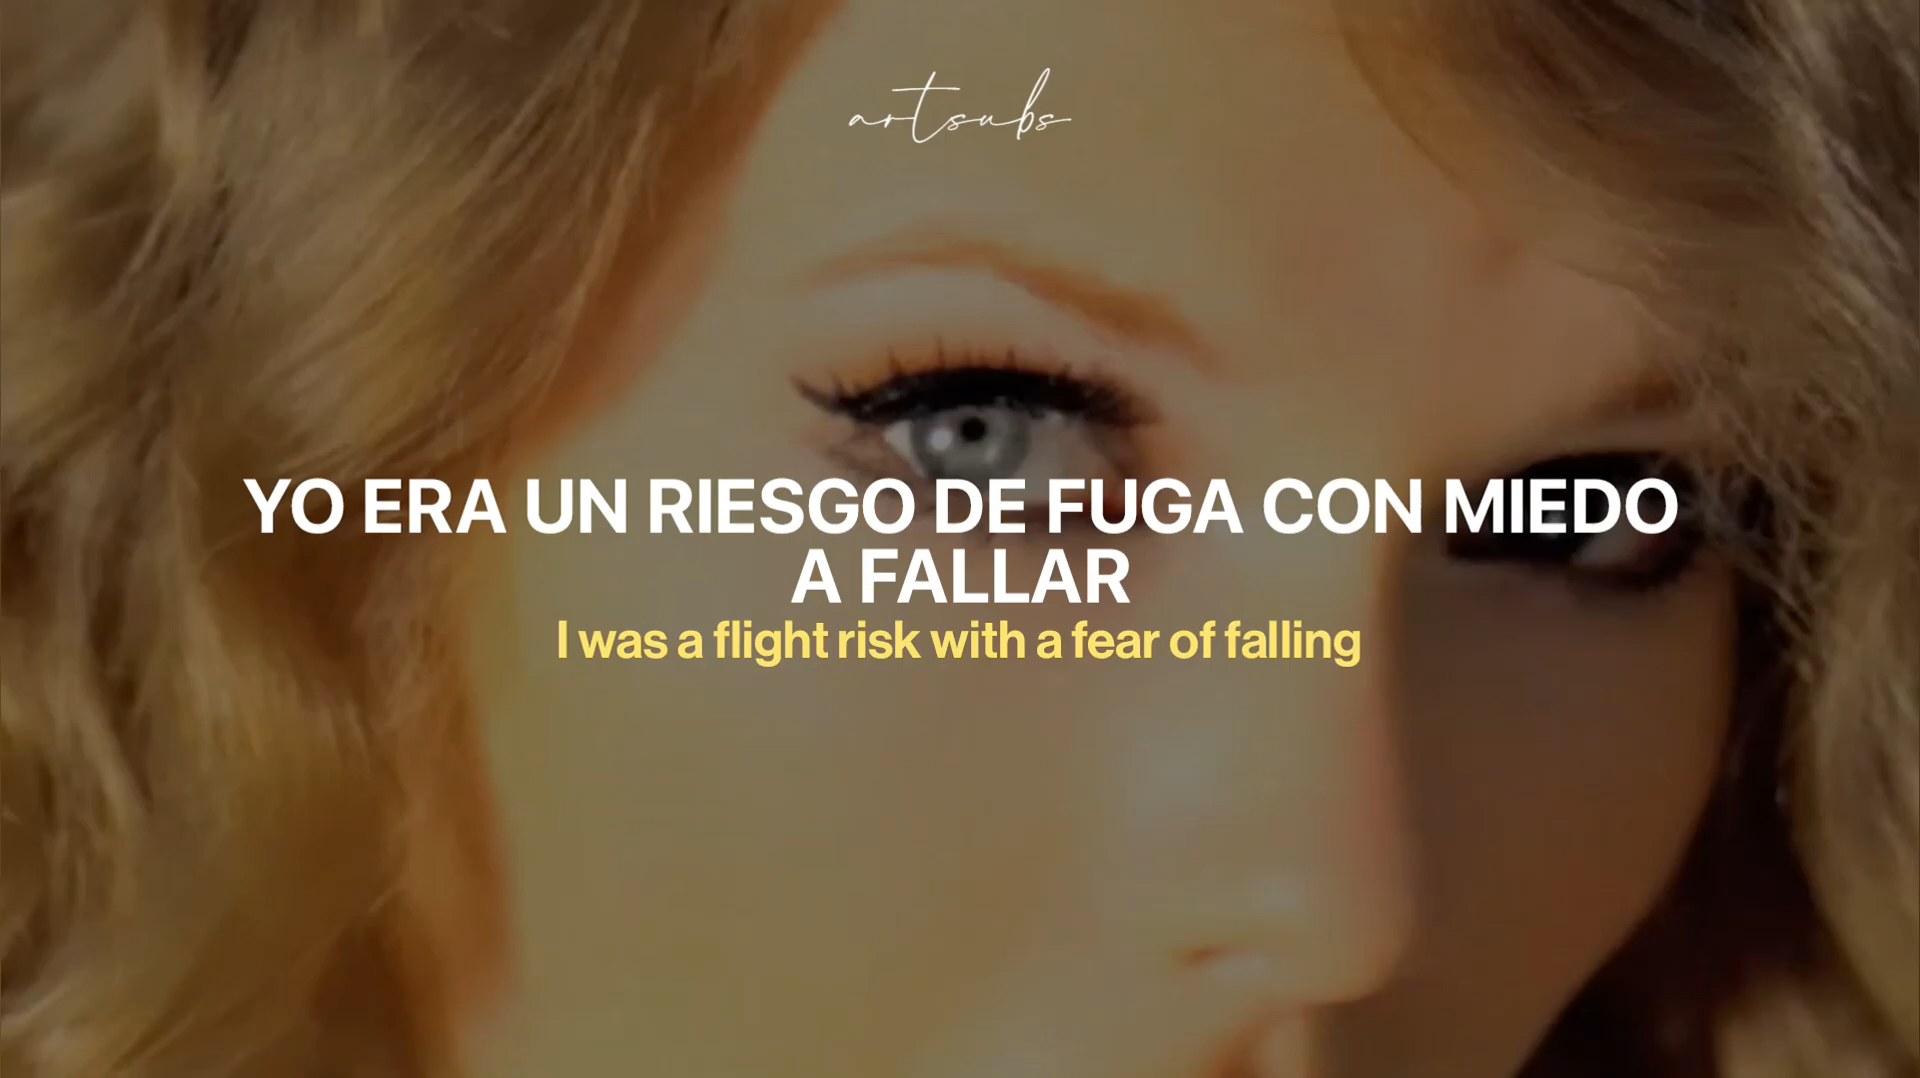 artsubs
YO ERA UN RIESGO DE FUGA CON MIEDO
A FALLAR
I was a flight risk with a fear of falling